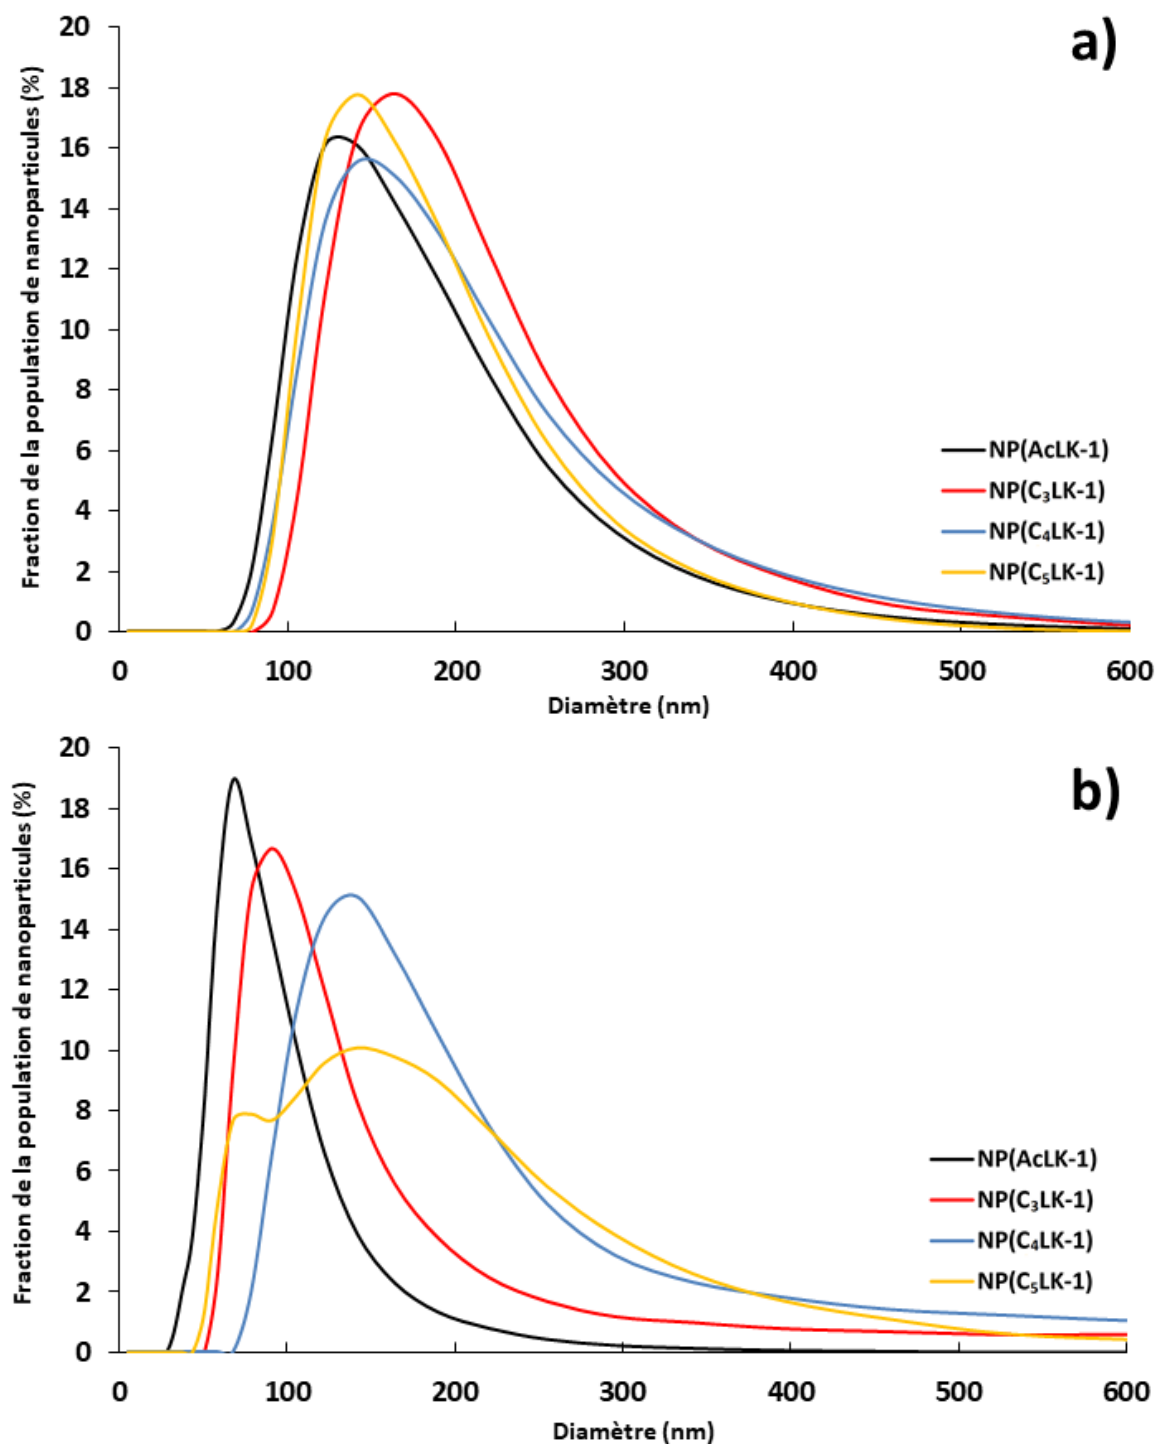 a)
Fraction de la population de nanoparticules (%)
20
18
16
14
12
10
8
6
4
2
0
NP(AcLK-1)
NP(C₃LK-1)
NP(C₄LK-1)
NP(C₅LK-1)
0 100 200 300 400 500 600
Diamètre (nm)
b)
Fraction de la population de nanoparticules (%)
20
18
16
14
12
10
8
6
4
2
0
NP(AcLK-1)
NP(C₃LK-1)
NP(C₄LK-1)
NP(C₅LK-1)
0 100 200 300 400 500 600
Diamètre (nm)